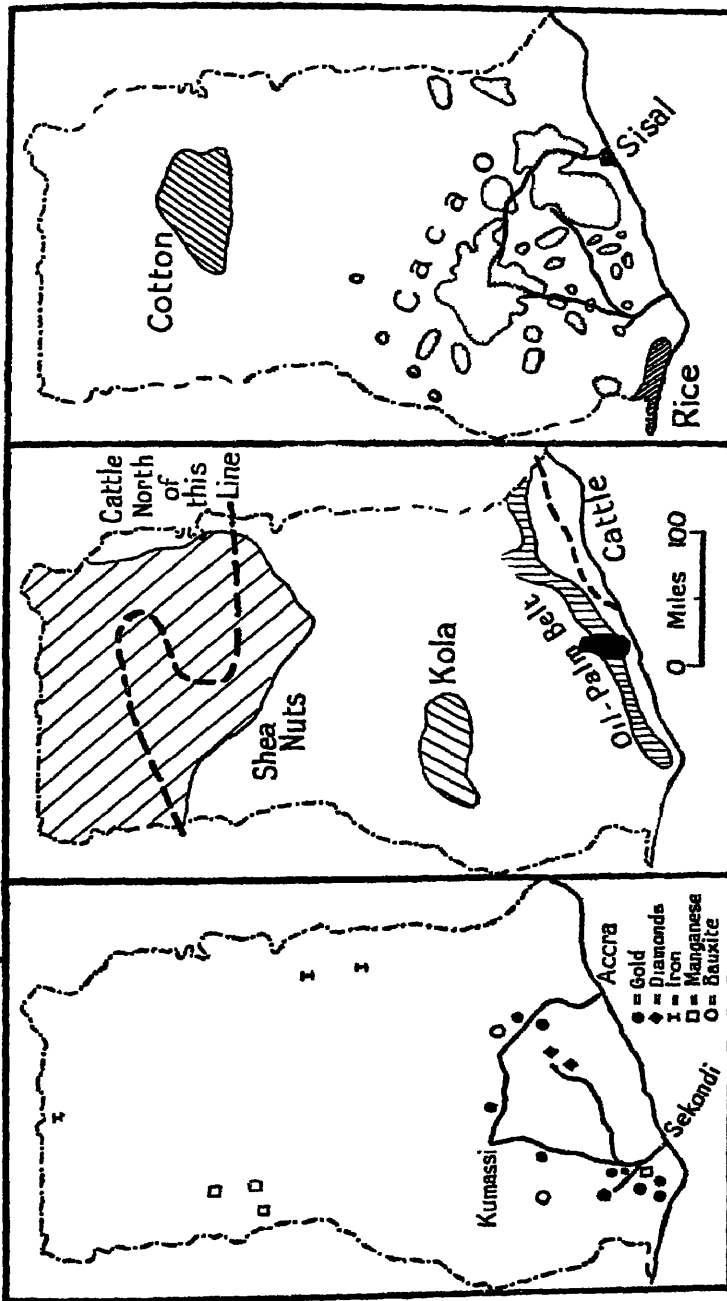 Kumassi
Accra
Sekondi
= Gold
= Diamonds
= Iron
= Manganese
= Bauxite
Cattle
North
of
this
Line
Shea
Nuts
Kola
Oil-Palm Belt
Cattle
0 Miles 100
Cotton
Cacao
Sisal
Rice